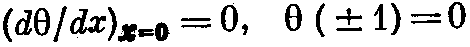 (dθ/dx)ₓ₌₀ = 0, θ ( ± 1) = 0